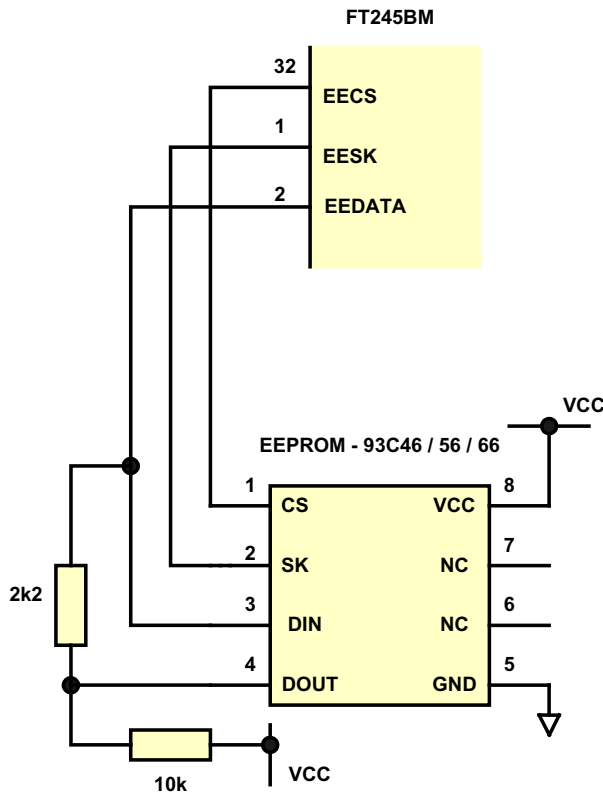 FT245BM
32
EECS
1
EESK
2
EEDATA
VCC
EEPROM - 93C46 / 56 / 66
1
CS
VCC
8
2
SK
NC
7
3
DIN
NC
6
4
DOUT
GND
5
2k2
10k
VCC